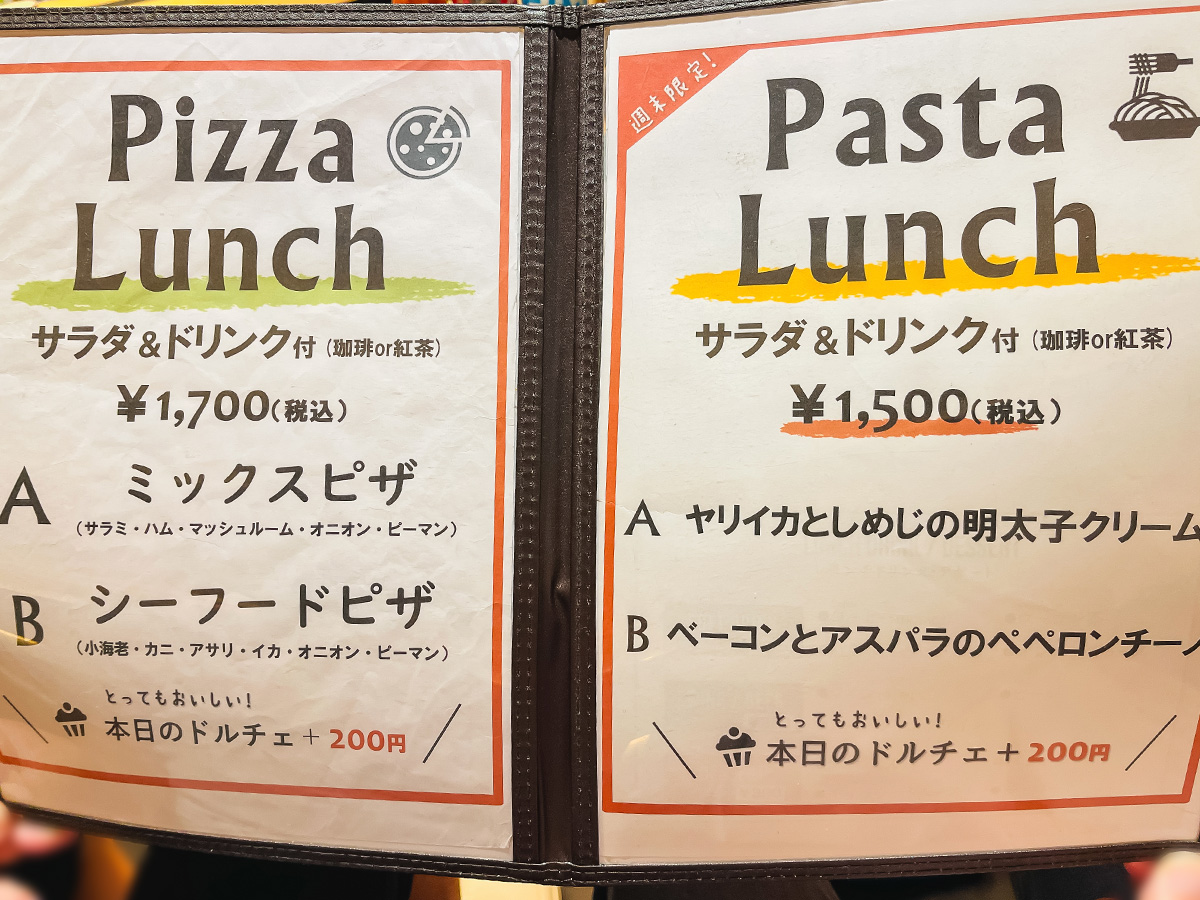 Pizza
Lunch
サラダ&ドリンク付(珈琲or紅茶)
¥1,700(税込)
A ミックスピザ
(サラミ・ハム・マッシュルーム・オニオン・ピーマン)
B シーフードピザ
(小海老・カニ・アサリ・イカ・オニオン・ピーマン)
とってもおいしい!
本日のドルチェ+200円
週末限定!
Pasta
Lunch
サラダ&ドリンク付(珈琲or紅茶)
¥1,500(税込)
A ヤリイカとしめじの明太子クリーム
B ベーコンとアスパラのペペロンチーノ
とってもおいしい!
本日のドルチェ+200円